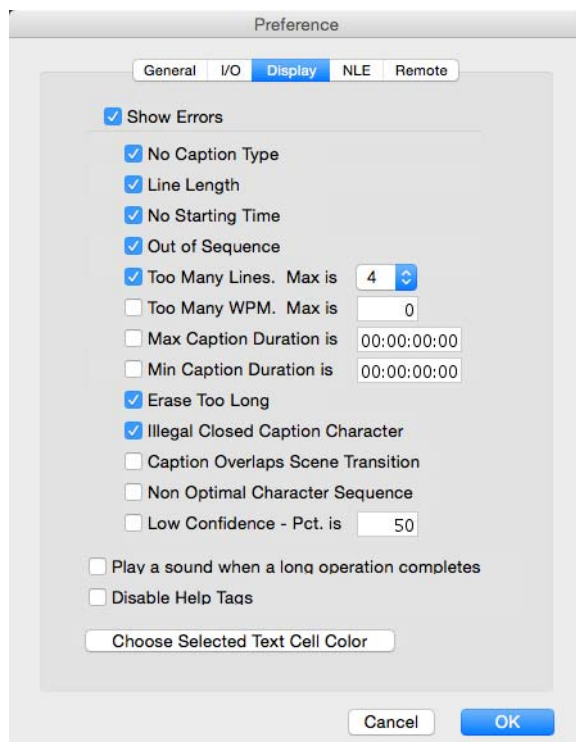 Preference
General I/O Display NLE Remote
Show Errors
No Caption Type
Line Length
No Starting Time
Out of Sequence
Too Many Lines. Max is 4
Too Many WPM. Max is 0
Max Caption Duration is 00:00:00:00
Min Caption Duration is 00:00:00:00
Erase Too Long
Illegal Closed Caption Character
Caption Overlaps Scene Transition
Non Optimal Character Sequence
Low Confidence - Pct. is 50
Play a sound when a long operation completes
Disable Help Tags
Choose Selected Text Cell Color
Cancel OK